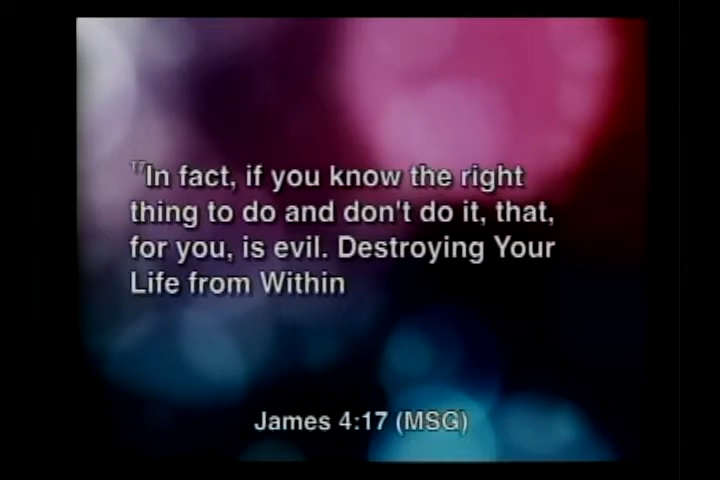 17In fact, if you know the right
thing to do and don't do it, that,
for you, is evil. Destroying Your
Life from Within
James 4:17 (MSG)